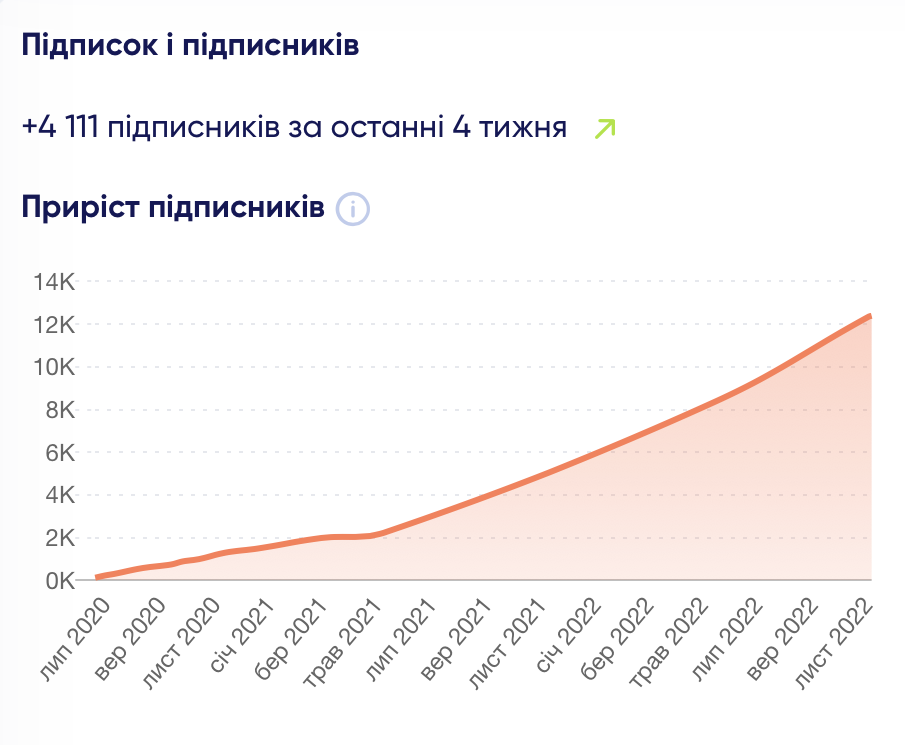 Підписок і підписників
+4 111 підписників за останні 4 тижня
Приріст підписників
14K
12K
10K
8K
6K
4K
2K
0K
лип 2020
вер 2020
лист 2020
січ 2021
бер 2021
трав 2021
лип 2021
вер 2021
лист 2021
січ 2022
бер 2022
трав 2022
лип 2022
вер 2022
лист 2022